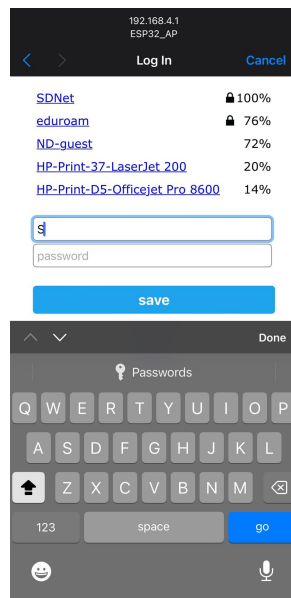 192.168.4.1
ESP32_AP
Log In Cancel
SDNet 100%
eduroam 76%
ND-guest 72%
HP-Print-37-LaserJet 200 20%
HP-Print-D5-Officejet Pro 8600 14%
S
password
save
Done
Passwords
Q W E R T Y U I O P
A S D F G H J K L
Z X C V B N M
123 space go